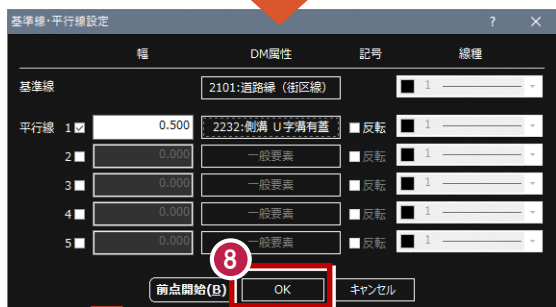 基準線・平行線設定 ? ×
幅 DM属性 記号 線種
基準線 2101:道路縁（街区線） 1
平行線 1 0.500 2232:側溝 U字溝有蓋 反転 1
2 0.000 一般要素 反転 1
3 0.000 一般要素 反転 1
4 0.000 一般要素 反転 1
5 0.000 一般要素 反転 1
8
前点開始(B) OK キャンセル